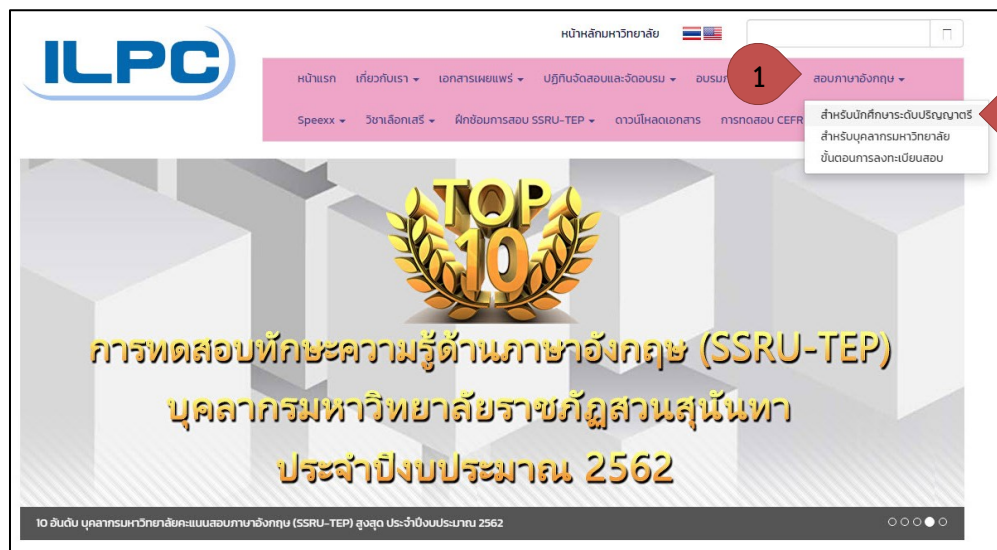 ILPC
หน้าหลักมหาวิทยาลัย
หน้าแรก เกี่ยวกับเรา เอกสารเผยแพร่ ปฏิทินจัดสอบและจัดอบรม 1 สอบภาษาอังกฤษ
Speexx วิชาเลือกเสรี ฝึกซ้อมการสอบ SSRU-TEP ดาวน์โหลดเอกสาร การทดสอบ CEFR
สำหรับนักศึกษาระดับปริญญาตรี
สำหรับบุคลากรมหาวิทยาลัย
ขั้นตอนการลงทะเบียนสอบ
TOP
10
การทดสอบทักษะความรู้ด้านภาษาอังกฤษ (SSRU-TEP)
บุคลากรมหาวิทยาลัยราชภัฏสวนสุนันทา
ประจำปีงบประมาณ 2562
10 อันดับ บุคลากรมหาวิทยาลัยคะแนนสอบภาษาอังกฤษ (SSRU-TEP) สูงสุด ประจำปีงบประมาณ 2562